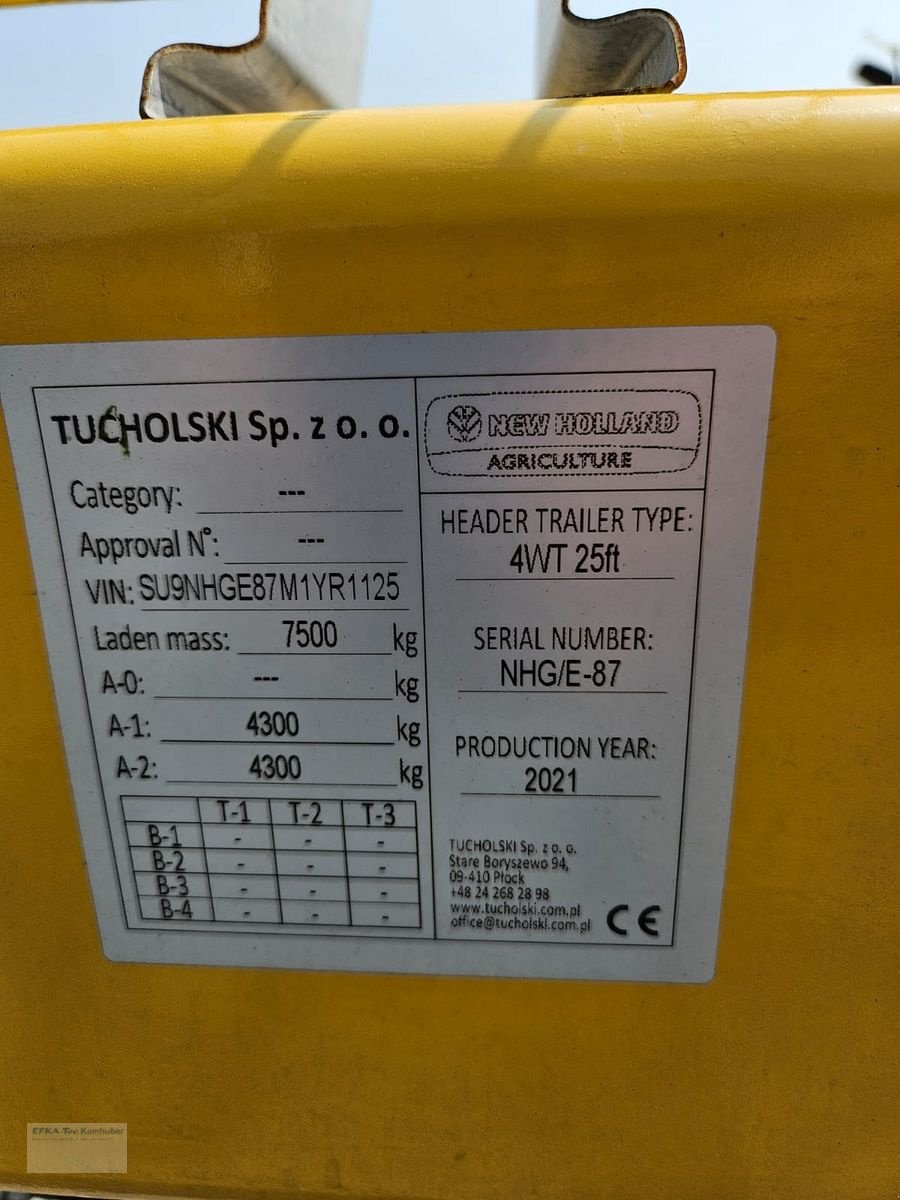 TUCHOLSKI Sp. z o. o.
Category: ---
Approval N°: ---
VIN: SU9NHGE87M1YR1125
Laden mass: 7500 kg
A-0: --- kg
A-1: 4300 kg
A-2: 4300 kg
T-1 T-2 T-3
B-1 - - -
B-2 - - -
B-3 - - -
B-4 - - -
NEW HOLLAND
AGRICULTURE
HEADER TRAILER TYPE:
4WT 25ft
SERIAL NUMBER:
NHG/E-87
PRODUCTION YEAR:
2021
TUCHOLSKI Sp. z o. o.
Stare Boryszewo 94,
09-410 Płock
+48 24 268 28 98
www.tucholski.com.pl
office@tucholski.com.pl
CE
EFKA-Tec Kamhuber